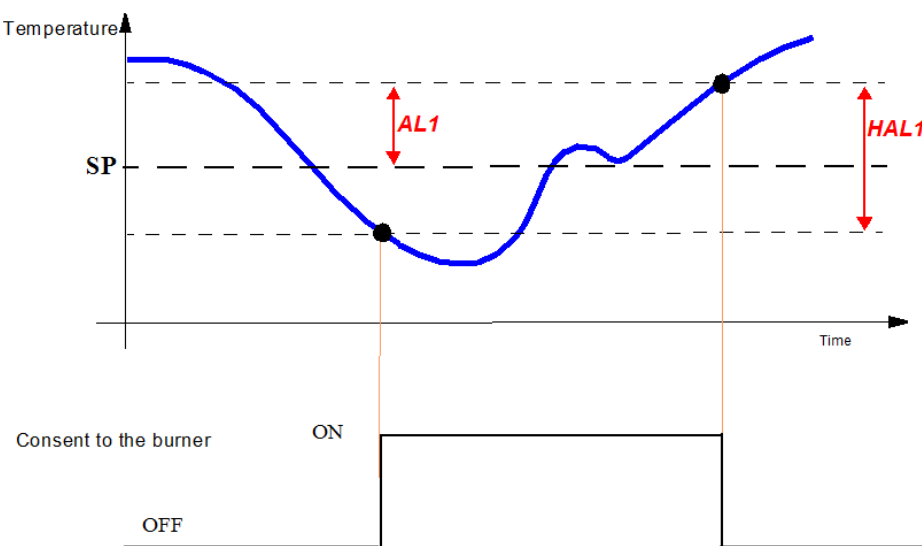 Temperature
AL1
HAL1
SP
Time
ON
Consent to the burner
OFF